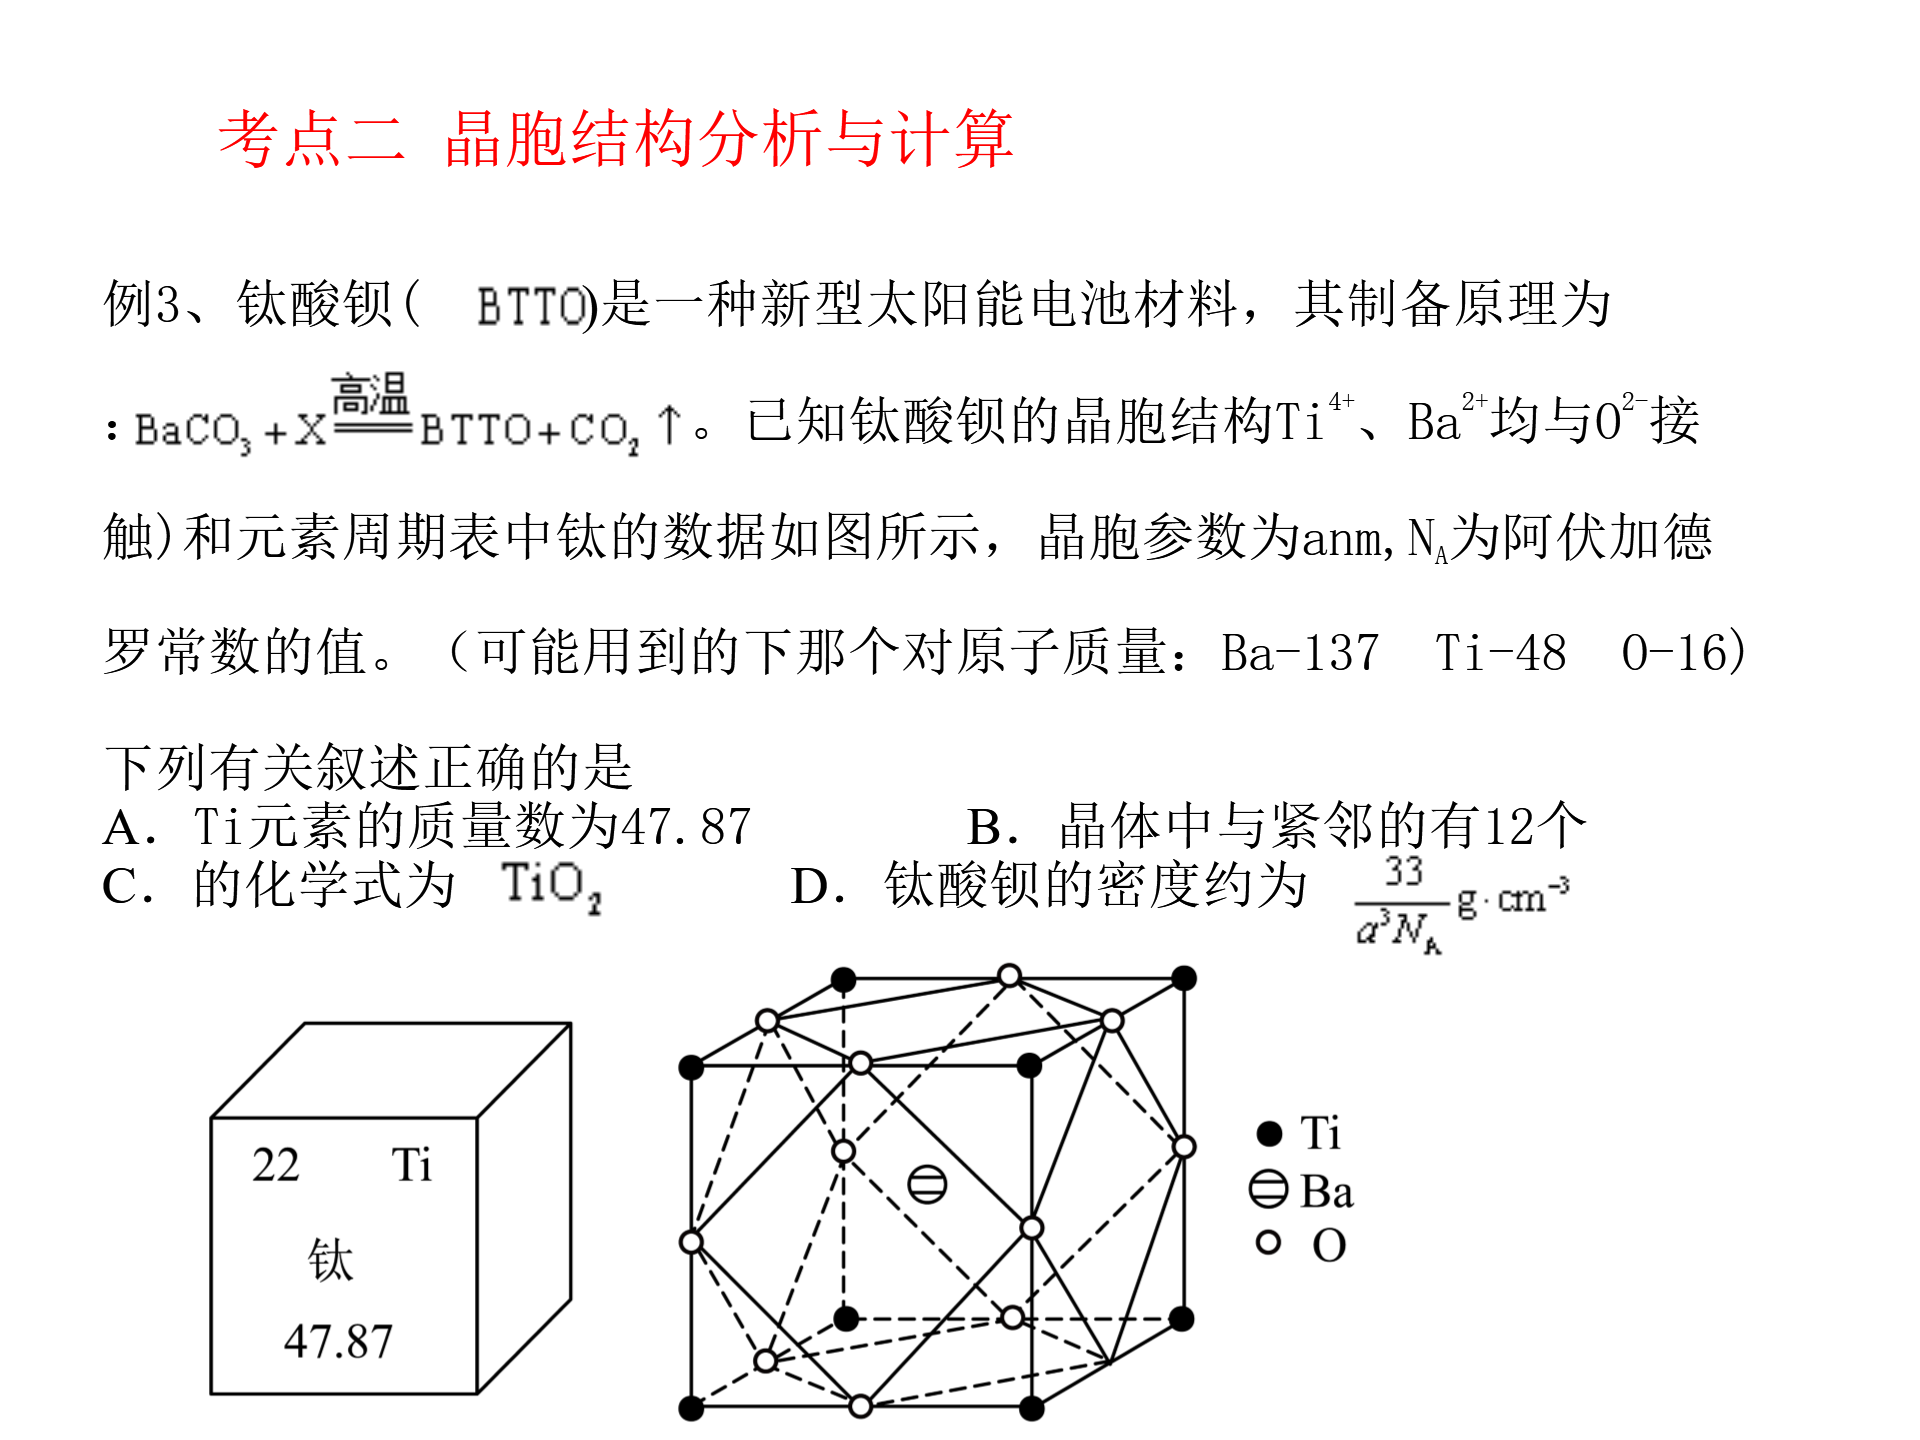 考点二 晶胞结构分析与计算
例3、钛酸钡( BTTO)是一种新型太阳能电池材料，其制备原理为
：BaCO₃+X 高温 BTTO+CO₂↑。已知钛酸钡的晶胞结构Ti⁴⁺、Ba²⁺均与O²⁻接
触)和元素周期表中钛的数据如图所示，晶胞参数为anm,N_A为阿伏加德
罗常数的值。（可能用到的下那个对原子质量：Ba-137 Ti-48 O-16)
下列有关叙述正确的是
A. Ti元素的质量数为47.87 B. 晶体中与紧邻的有12个
C. 的化学式为 TiO₂ D. 钛酸钡的密度约为 33/(a³N_A) g·cm⁻³
22 Ti
钛
47.87
Ti
Ba
O